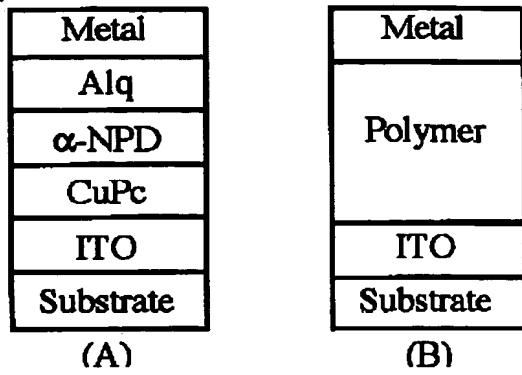 Metal
Alq
α-NPD
CuPc
ITO
Substrate
(A)
Metal
Polymer
ITO
Substrate
(B)